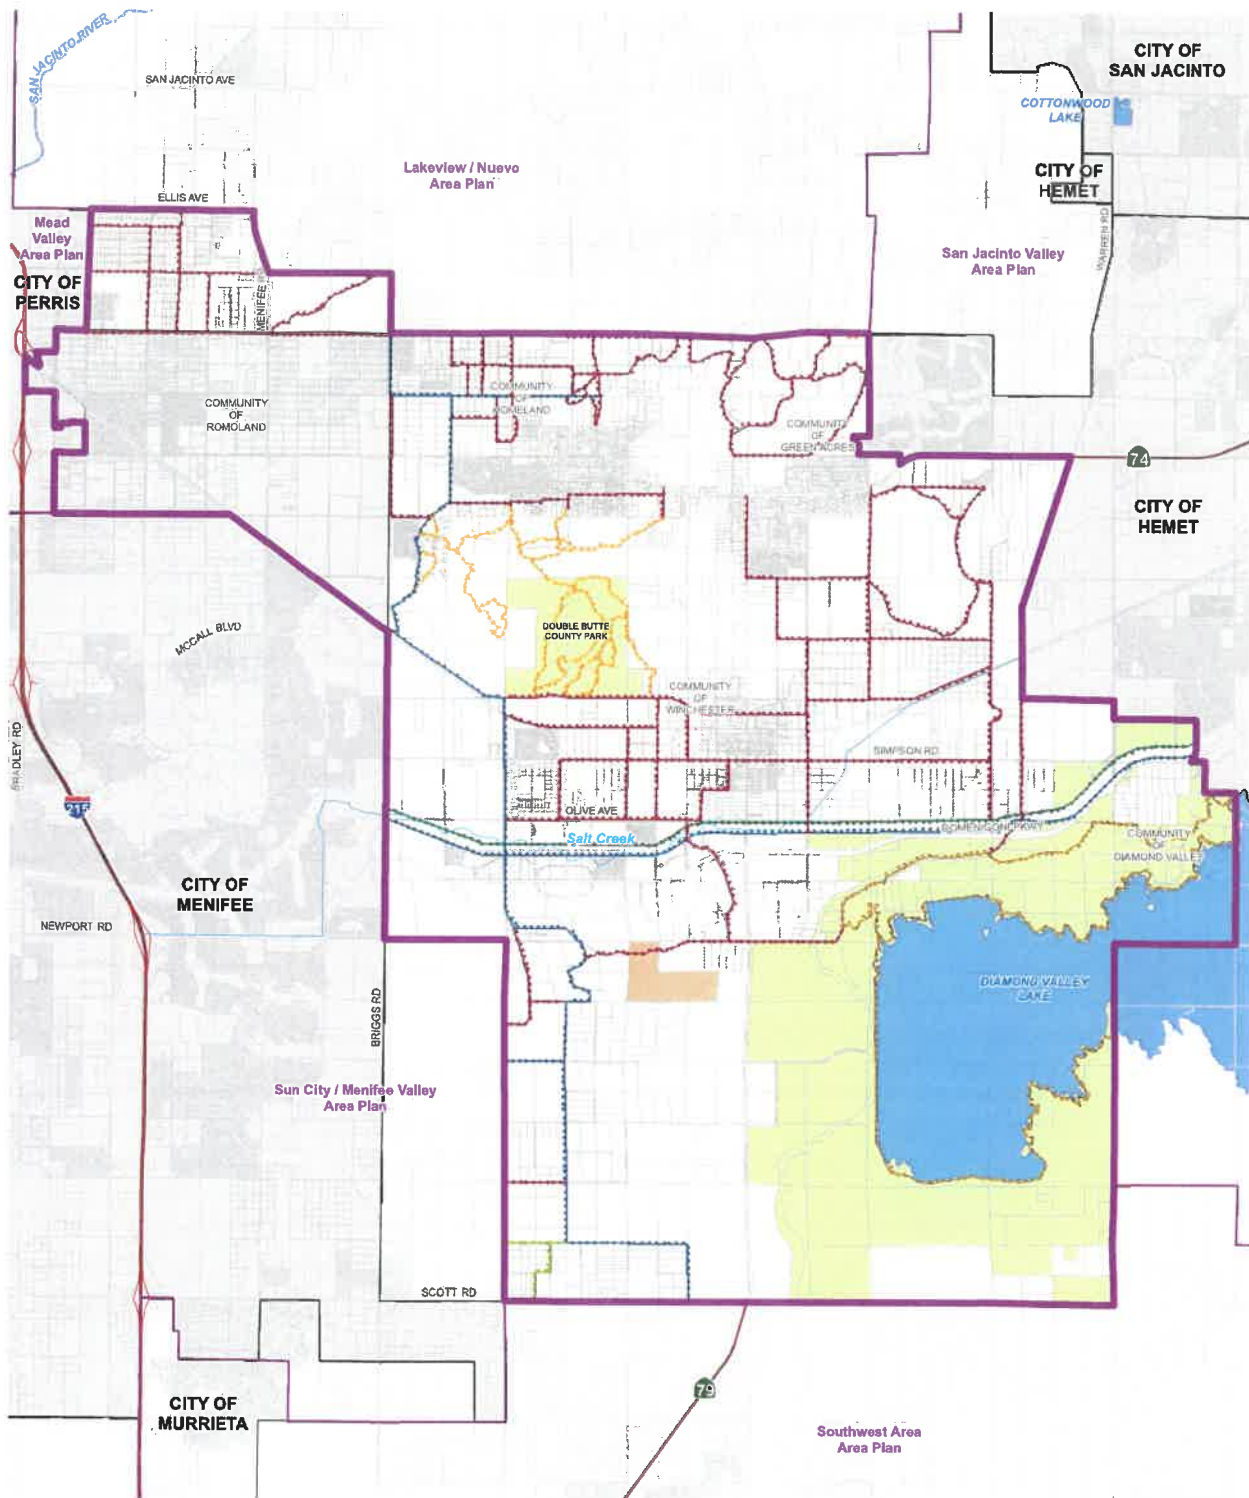 SAN JACINTO RIVER
SAN JACINTO AVE
CITY OF
SAN JACINTO
COTTONWOOD
LAKE
Lakeview / Nuevo
Area Plan
CITY OF
HEMET
ELLIS AVE
Mead
Valley
Area Plan
WARREN RD
San Jacinto Valley
Area Plan
CITY OF
PERRIS
MENIFEE RD
COMMUNITY
OF
HOMELAND
COMMUNITY
OF
ROMOLAND
COMMUNITY
OF
GREEN ACRES
74
CITY OF
HEMET
MCCALL BLVD
DOUBLE BUTTE
COUNTY PARK
COMMUNITY
OF
WINCHESTER
BRADLEY RD
SIMPSON RD
215
OLIVE AVE
Salt Creek
DOMENIGONI PKWY
COMMUNITY
OF
DIAMOND VALLEY
CITY OF
MENIFEE
NEWPORT RD
DIAMOND VALLEY
LAKE
BRIGGS RD
Sun City / Menifee Valley
Area Plan
SCOTT RD
79
CITY OF
MURRIETA
Southwest Area
Area Plan